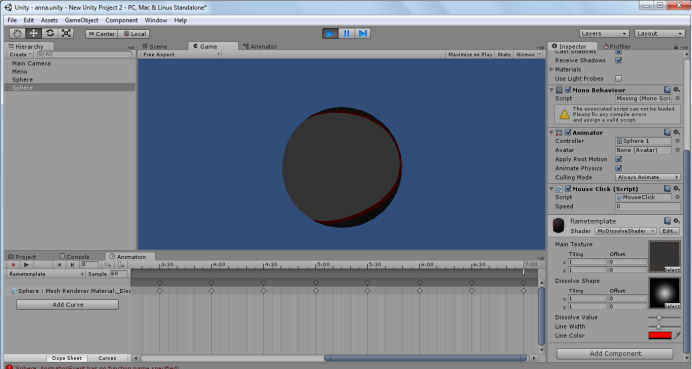 Unity - anna.unity - New Unity Project 2 - PC, Mac & Linux Standalone*
File Edit Assets GameObject Component Window Help
Center Local Layers Layout
Hierarchy Scene Game Animator Inspector Profiler
Create All Free Aspect Maximize on Play Stats Gizmos
Main Camera
Menu
Sphere
Sphere
Cast Shadows
Receive Shadows
Materials
Use Light Probes
Mono Behaviour
Script Missing (Mono Scri
The associated script can not be loaded.
Please fix any compile errors
and assign a valid script.
Animator
Controller Sphere 1
Avatar None (Avatar)
Apply Root Motion
Animate Physics
Culling Mode Always Animate
Mouse Click (Script)
Script MouseClick
Speed 0
flametemplate
Shader MyDissolveShader Edit...
Main Texture
Tiling Offset
x 1 0
y 1 0
Select
Dissolve Shape
Tiling Offset
x 1 0
y 1 0
Select
Dissolve Value
Line Width
Line Color
Add Component
Project Console Animation
0 3:30 4:00 4:30 5:00 5:30 6:00 6:30 7:00
flametemplate Sample 60
Sphere : Mesh Renderer.Material.
Add Curve
Dope Sheet Curves
'Sphere' AnimationEvent has no function name specified!